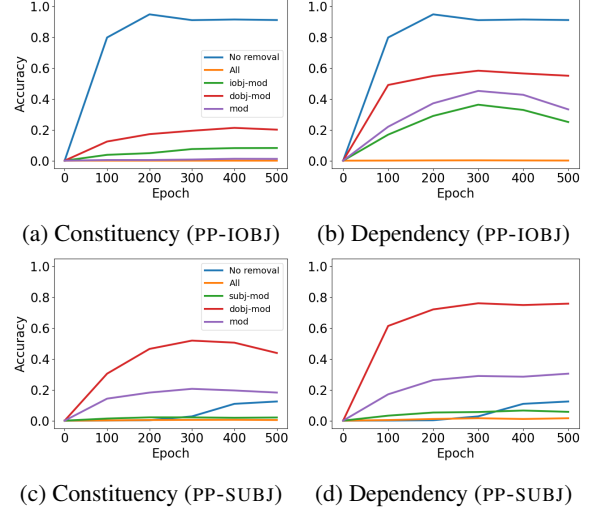 1.0
0.8
0.6
0.4
0.2
0.0
Accuracy
0 100 200 300 400 500
Epoch
No removal
All
iobj-mod
dobj-mod
mod
1.0
0.8
0.6
0.4
0.2
0.0
0 100 200 300 400 500
Epoch
(a) Constituency (PP-IOBJ)
(b) Dependency (PP-IOBJ)
1.0
0.8
0.6
0.4
0.2
0.0
Accuracy
0 100 200 300 400 500
Epoch
No removal
All
subj-mod
dobj-mod
mod
1.0
0.8
0.6
0.4
0.2
0.0
0 100 200 300 400 500
Epoch
(c) Constituency (PP-SUBJ)
(d) Dependency (PP-SUBJ)